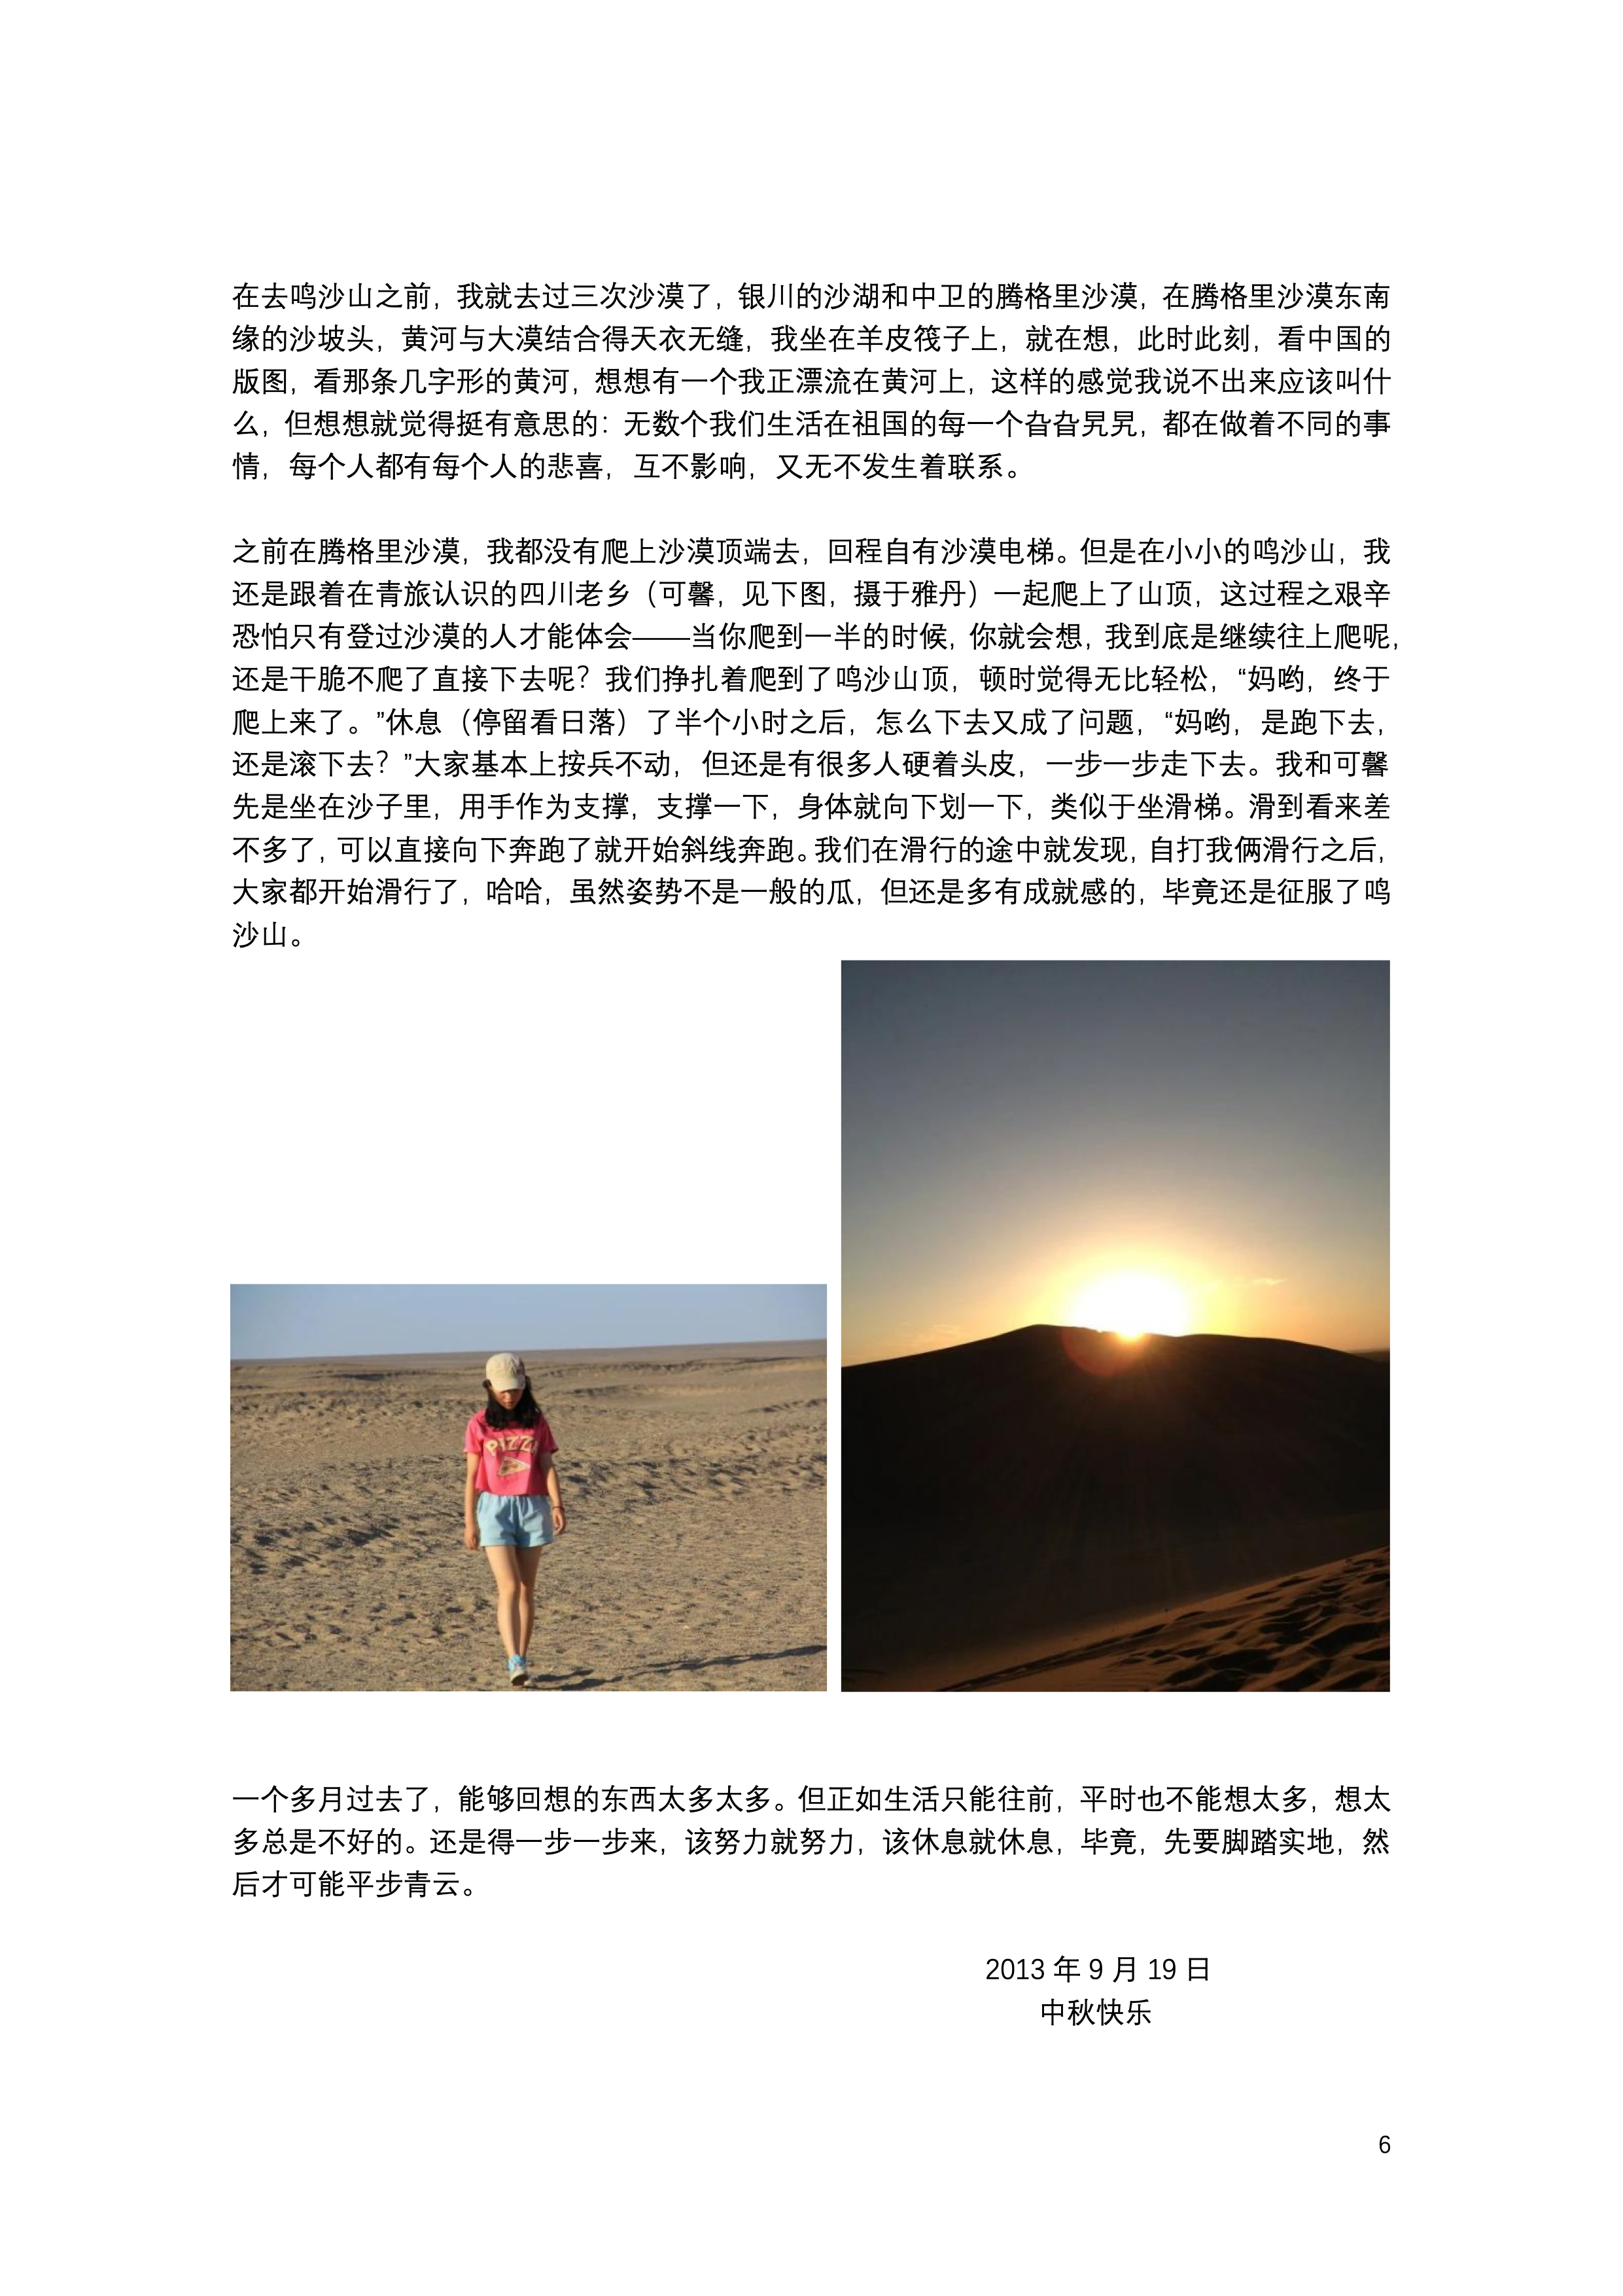 在去鸣沙山之前，我就去过三次沙漠了，银川的沙湖和中卫的腾格里沙漠，在腾格里沙漠东南
缘的沙坡头，黄河与大漠结合得天衣无缝，我坐在羊皮筏子上，就在想，此时此刻，看中国的
版图，看那条几字形的黄河，想想有一个我正漂流在黄河上，这样的感觉我说不出来应该叫什
么，但想想就觉得挺有意思的：无数个我们生活在祖国的每一个旮旮旯旯，都在做着不同的事
情，每个人都有每个人的悲喜，互不影响，又无不发生着联系。
之前在腾格里沙漠，我都没有爬上沙漠顶端去，回程自有沙漠电梯。但是在小小的鸣沙山，我
还是跟着在青旅认识的四川老乡（可馨，见下图，摄于雅丹）一起爬上了山顶，这过程之艰辛
恐怕只有登过沙漠的人才能体会——当你爬到一半的时候，你就会想，我到底是继续往上爬呢，
还是干脆不爬了直接下去呢？我们挣扎着爬到了鸣沙山顶，顿时觉得无比轻松，“妈哟，终于
爬上来了。”休息（停留看日落）了半个小时之后，怎么下去又成了问题，“妈哟，是跑下去，
还是滚下去？”大家基本上按兵不动，但还是有很多人硬着头皮，一步一步走下去。我和可馨
先是坐在沙子里，用手作为支撑，支撑一下，身体就向下划一下，类似于坐滑梯。滑到看来差
不多了，可以直接向下奔跑了就开始斜线奔跑。我们在滑行的途中就发现，自打我俩滑行之后，
大家都开始滑行了，哈哈，虽然姿势不是一般的瓜，但还是多有成就感的，毕竟还是征服了鸣
沙山。
PIZZA
一个多月过去了，能够回想的东西太多太多。但正如生活只能往前，平时也不能想太多，想太
多总是不好的。还是得一步一步来，该努力就努力，该休息就休息，毕竟，先要脚踏实地，然
后才可能平步青云。
2013 年 9 月 19 日
中秋快乐
6